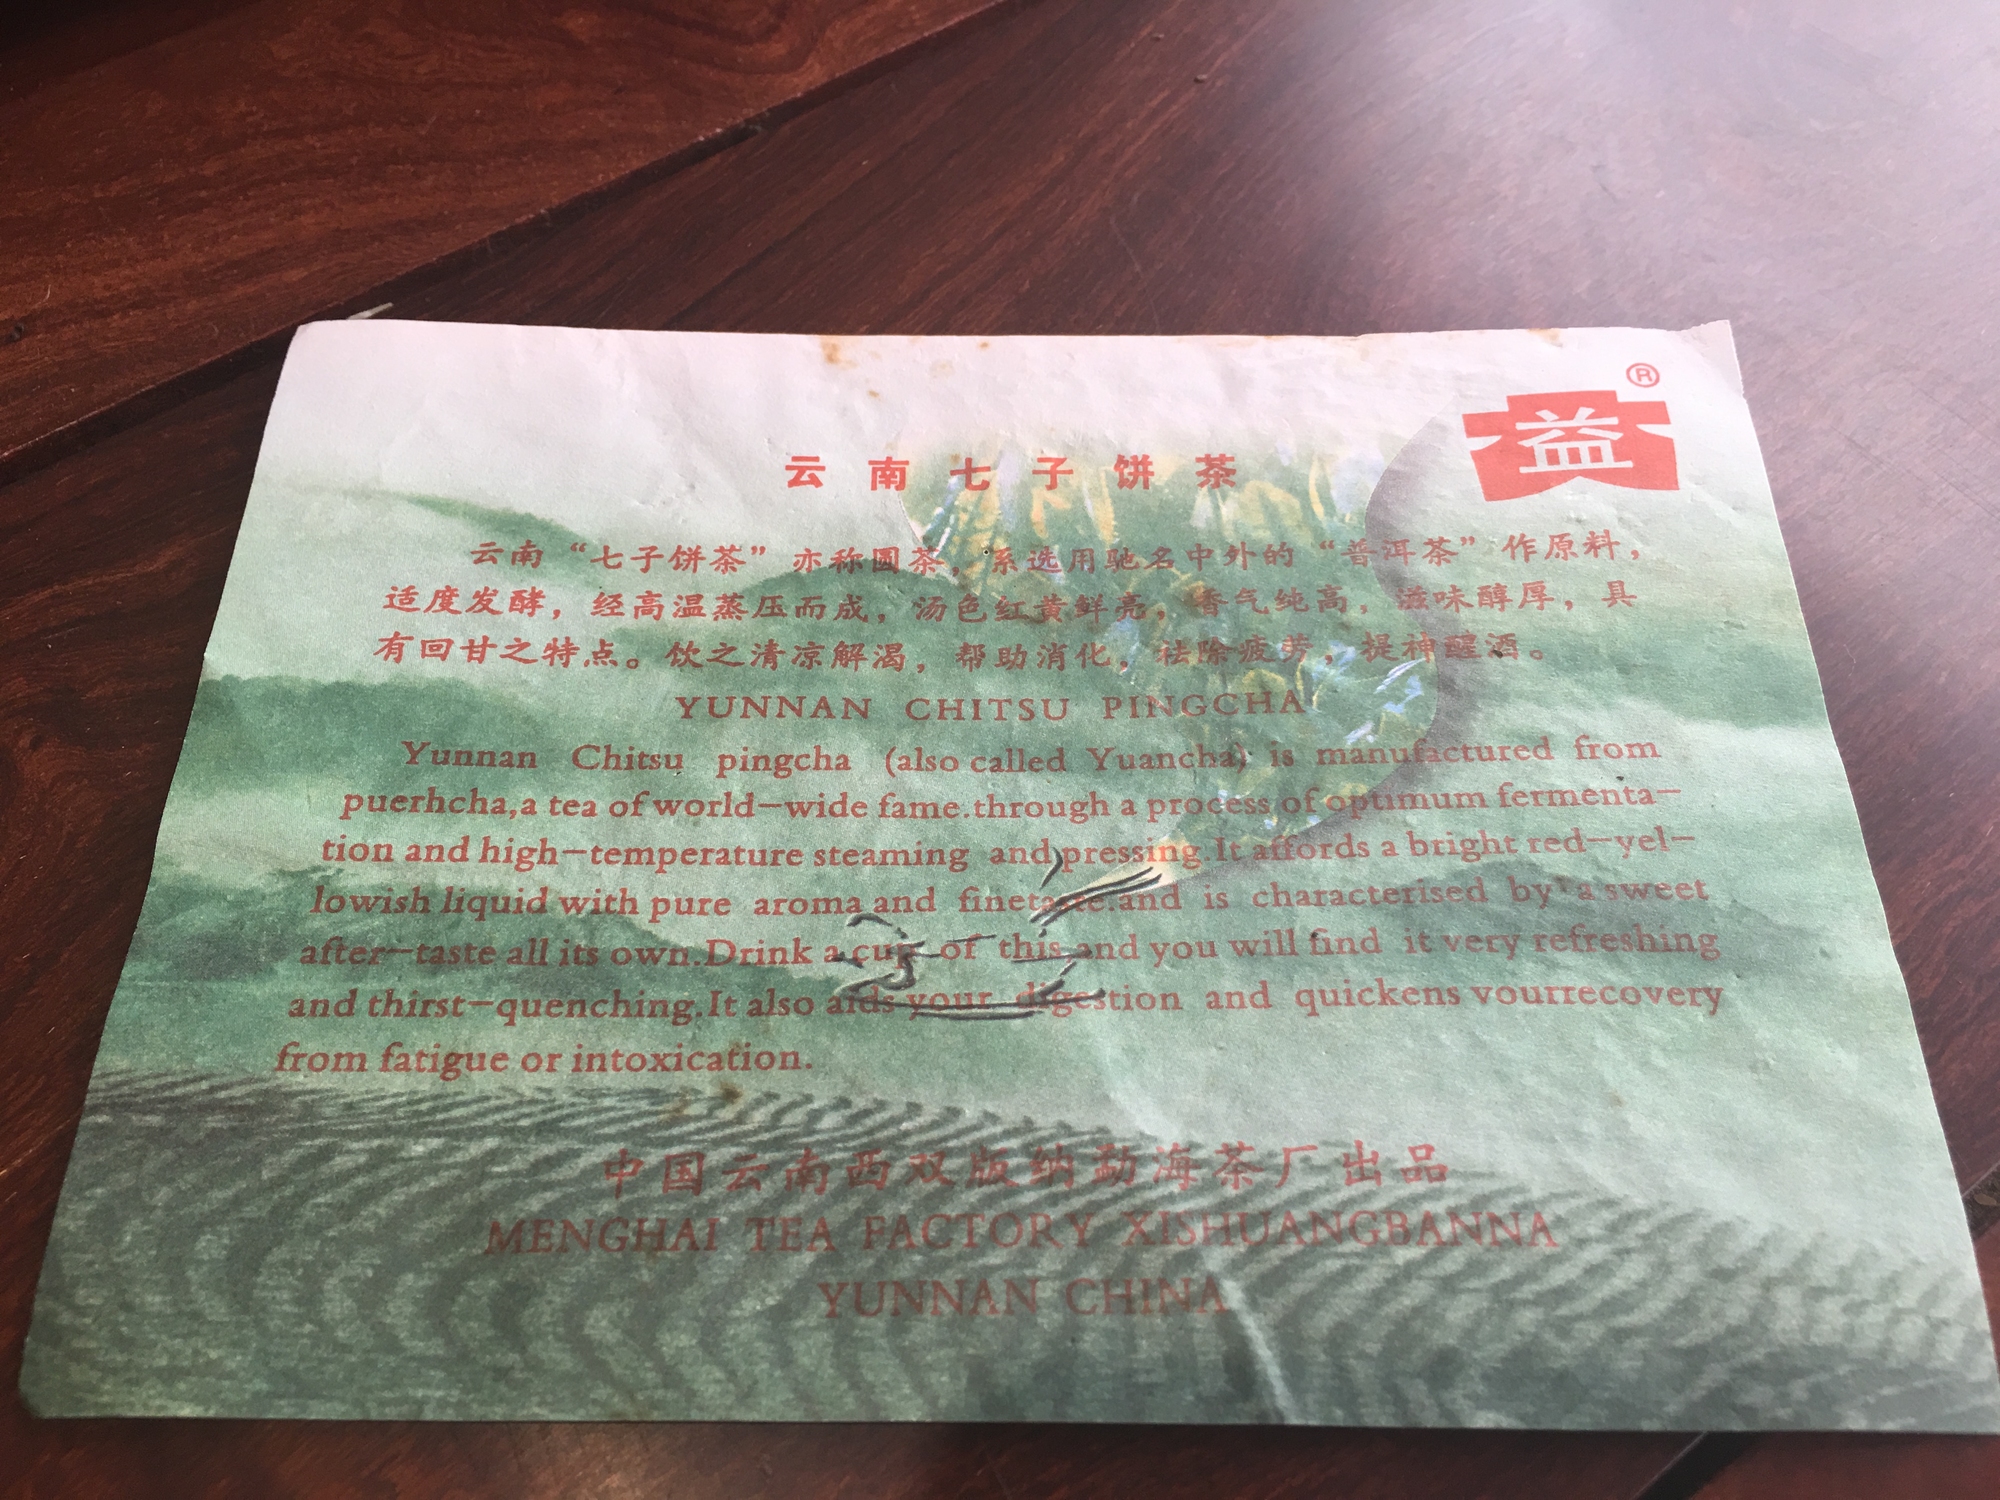 ®
益
云南七子饼茶
云南“七子饼茶”亦称圆茶，系选用驰名中外的“普洱茶”作原料，
适度发酵，经高温蒸压而成，汤色红黄鲜亮，香气纯高，滋味醇厚，具
有回甘之特点。饮之清凉解渴，帮助消化，祛除疲劳，提神醒酒。
YUNNAN CHITSU PINGCHA
Yunnan Chitsu pingcha (also called Yuancha) is manufactured from
puerhcha,a tea of world—wide fame.through a process of optimum fermenta—
tion and high—temperature steaming and pressing.It affords a bright red—yel—
lowish liquid with pure aroma and finetaste.and is characterised by a sweet
after—taste all its own.Drink a cup of this and you will find it very refreshing
and thirst—quenching.It also aids your digestion and quickens vourrecovery
from fatigue or intoxication.
中国云南西双版纳勐海茶厂出品
MENGHAI TEA FACTORY XISHUANGBANNA
YUNNAN CHINA